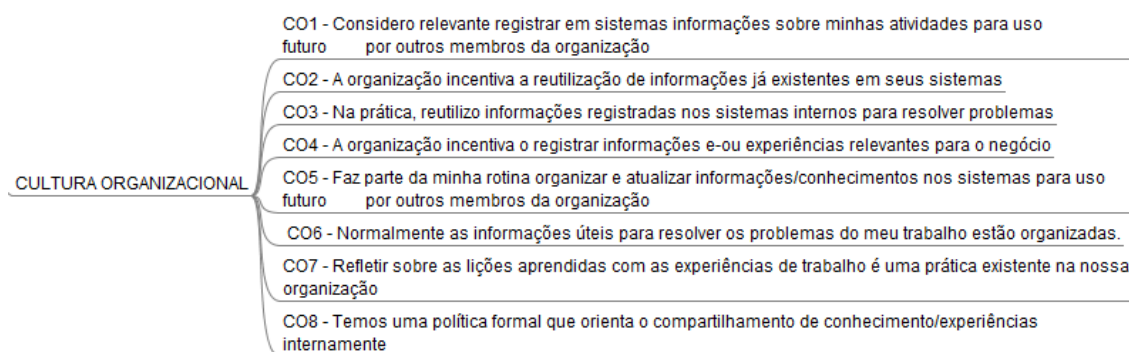 CO1 - Considero relevante registrar em sistemas informações sobre minhas atividades para uso
futuro por outros membros da organização
CO2 - A organização incentiva a reutilização de informações já existentes em seus sistemas
CO3 - Na prática, reutilizo informações registradas nos sistemas internos para resolver problemas
CO4 - A organização incentiva o registrar informações e-ou experiências relevantes para o negócio
CULTURA ORGANIZACIONAL
CO5 - Faz parte da minha rotina organizar e atualizar informações/conhecimentos nos sistemas para uso
futuro por outros membros da organização
CO6 - Normalmente as informações úteis para resolver os problemas do meu trabalho estão organizadas.
CO7 - Refletir sobre as lições aprendidas com as experiências de trabalho é uma prática existente na nossa
organização
CO8 - Temos uma política formal que orienta o compartilhamento de conhecimento/experiências
internamente